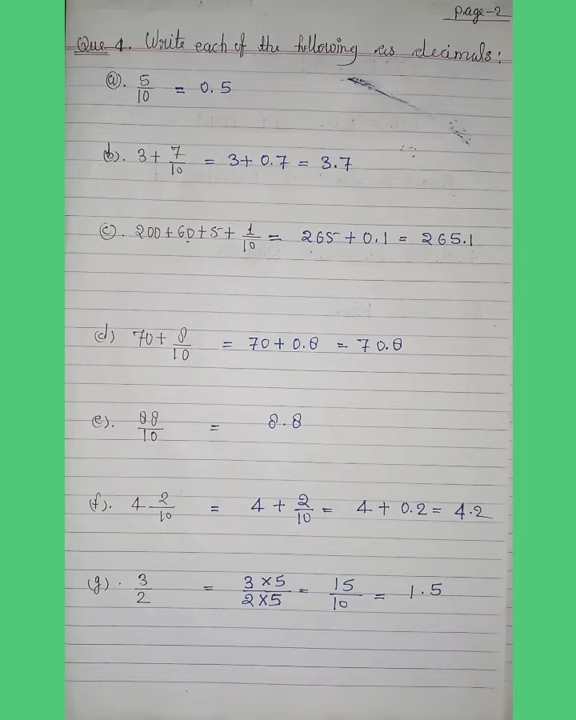 page-2
Que 4. Write each of the following as decimals:
(a). 5/10 = 0.5
(b). 3 + 7/10 = 3 + 0.7 = 3.7
(c). 200 + 60 + 5 + 1/10 = 265 + 0.1 = 265.1
(d) 70 + 8/10 = 70 + 0.8 = 70.8
(e). 88/10 = 8.8
(f). 4 2/10 = 4 + 2/10 = 4 + 0.2 = 4.2
(g). 3/2 = 3×5/2×5 = 15/10 = 1.5